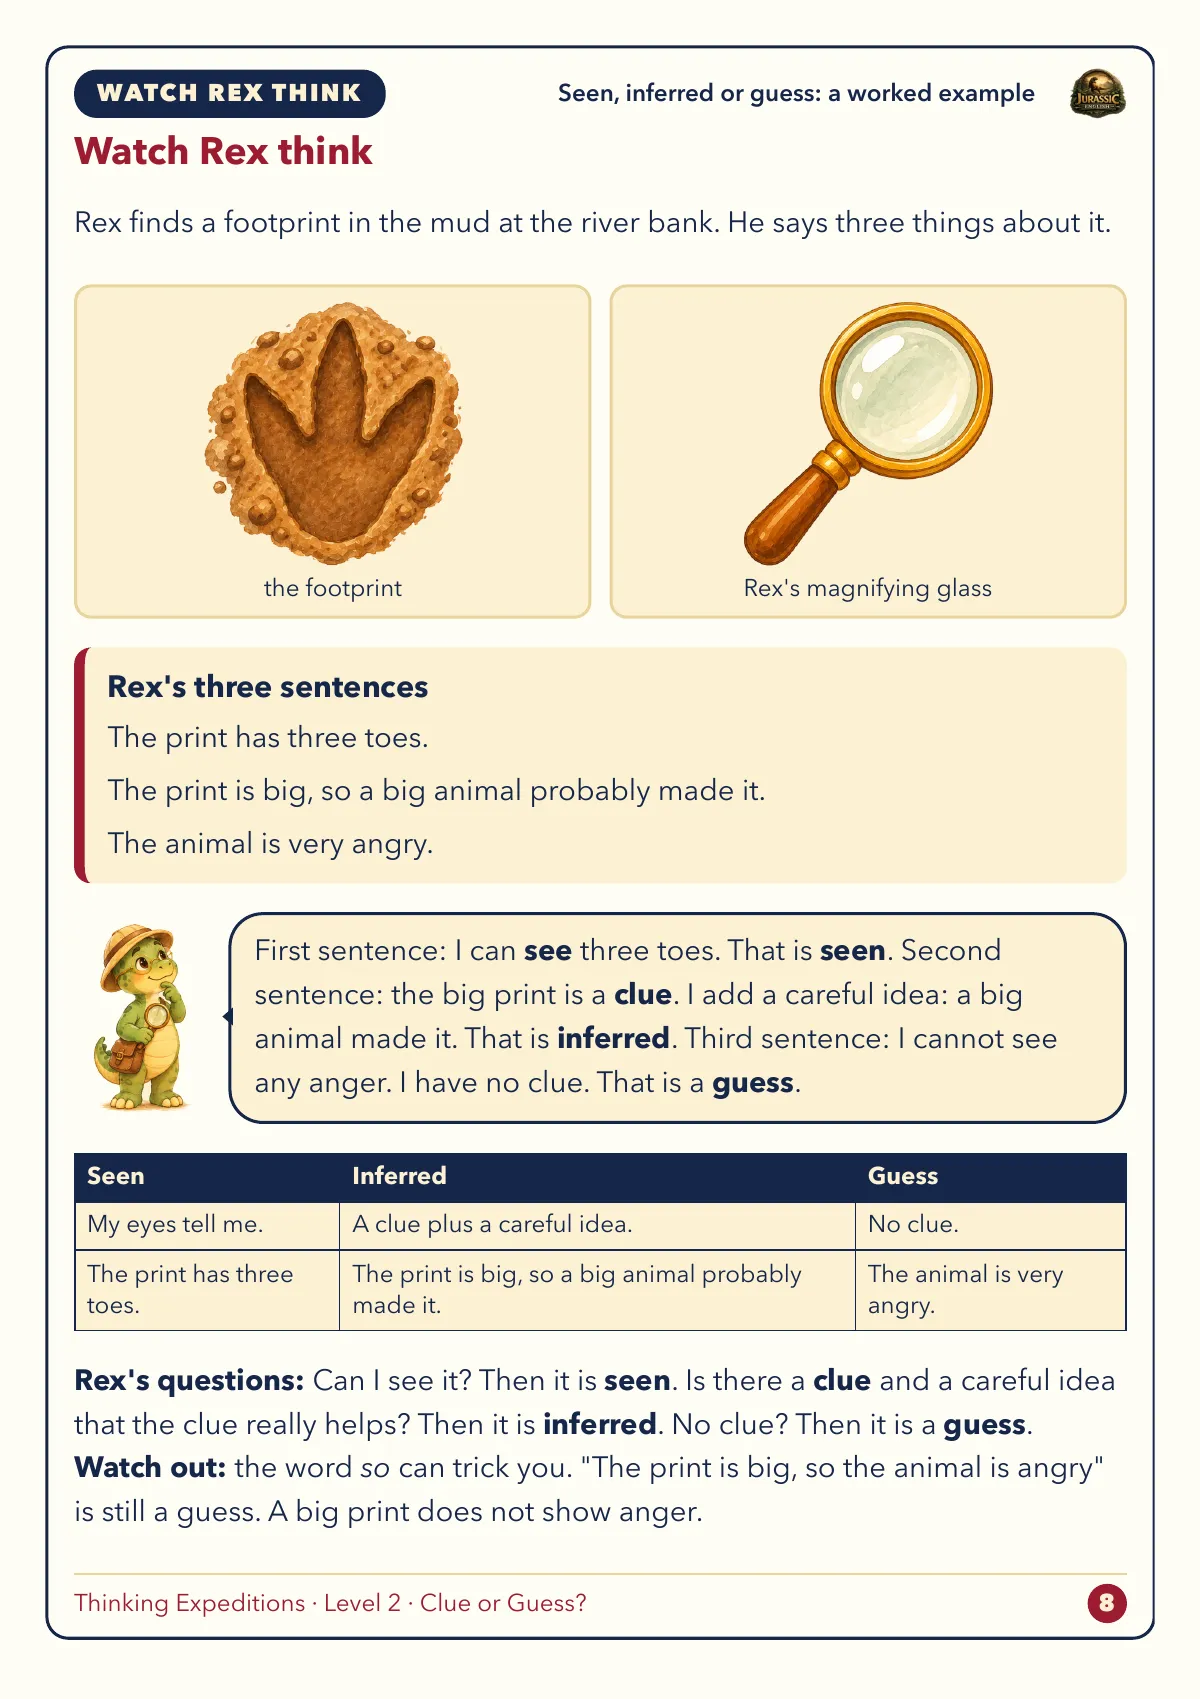 WATCH REX THINK
Seen, inferred or guess: a worked example
JURASSIC
ENGLISH
Watch Rex think
Rex finds a footprint in the mud at the river bank. He says three things about it.
the footprint
Rex's magnifying glass
Rex's three sentences
The print has three toes.
The print is big, so a big animal probably made it.
The animal is very angry.
First sentence: I can see three toes. That is seen. Second
sentence: the big print is a clue. I add a careful idea: a big
animal made it. That is inferred. Third sentence: I cannot see
any anger. I have no clue. That is a guess.
Seen Inferred Guess
My eyes tell me. A clue plus a careful idea. No clue.
The print has three The print is big, so a big animal probably The animal is very
toes. made it. angry.
Rex's questions: Can I see it? Then it is seen. Is there a clue and a careful idea
that the clue really helps? Then it is inferred. No clue? Then it is a guess.
Watch out: the word so can trick you. "The print is big, so the animal is angry"
is still a guess. A big print does not show anger.
Thinking Expeditions · Level 2 · Clue or Guess?
8